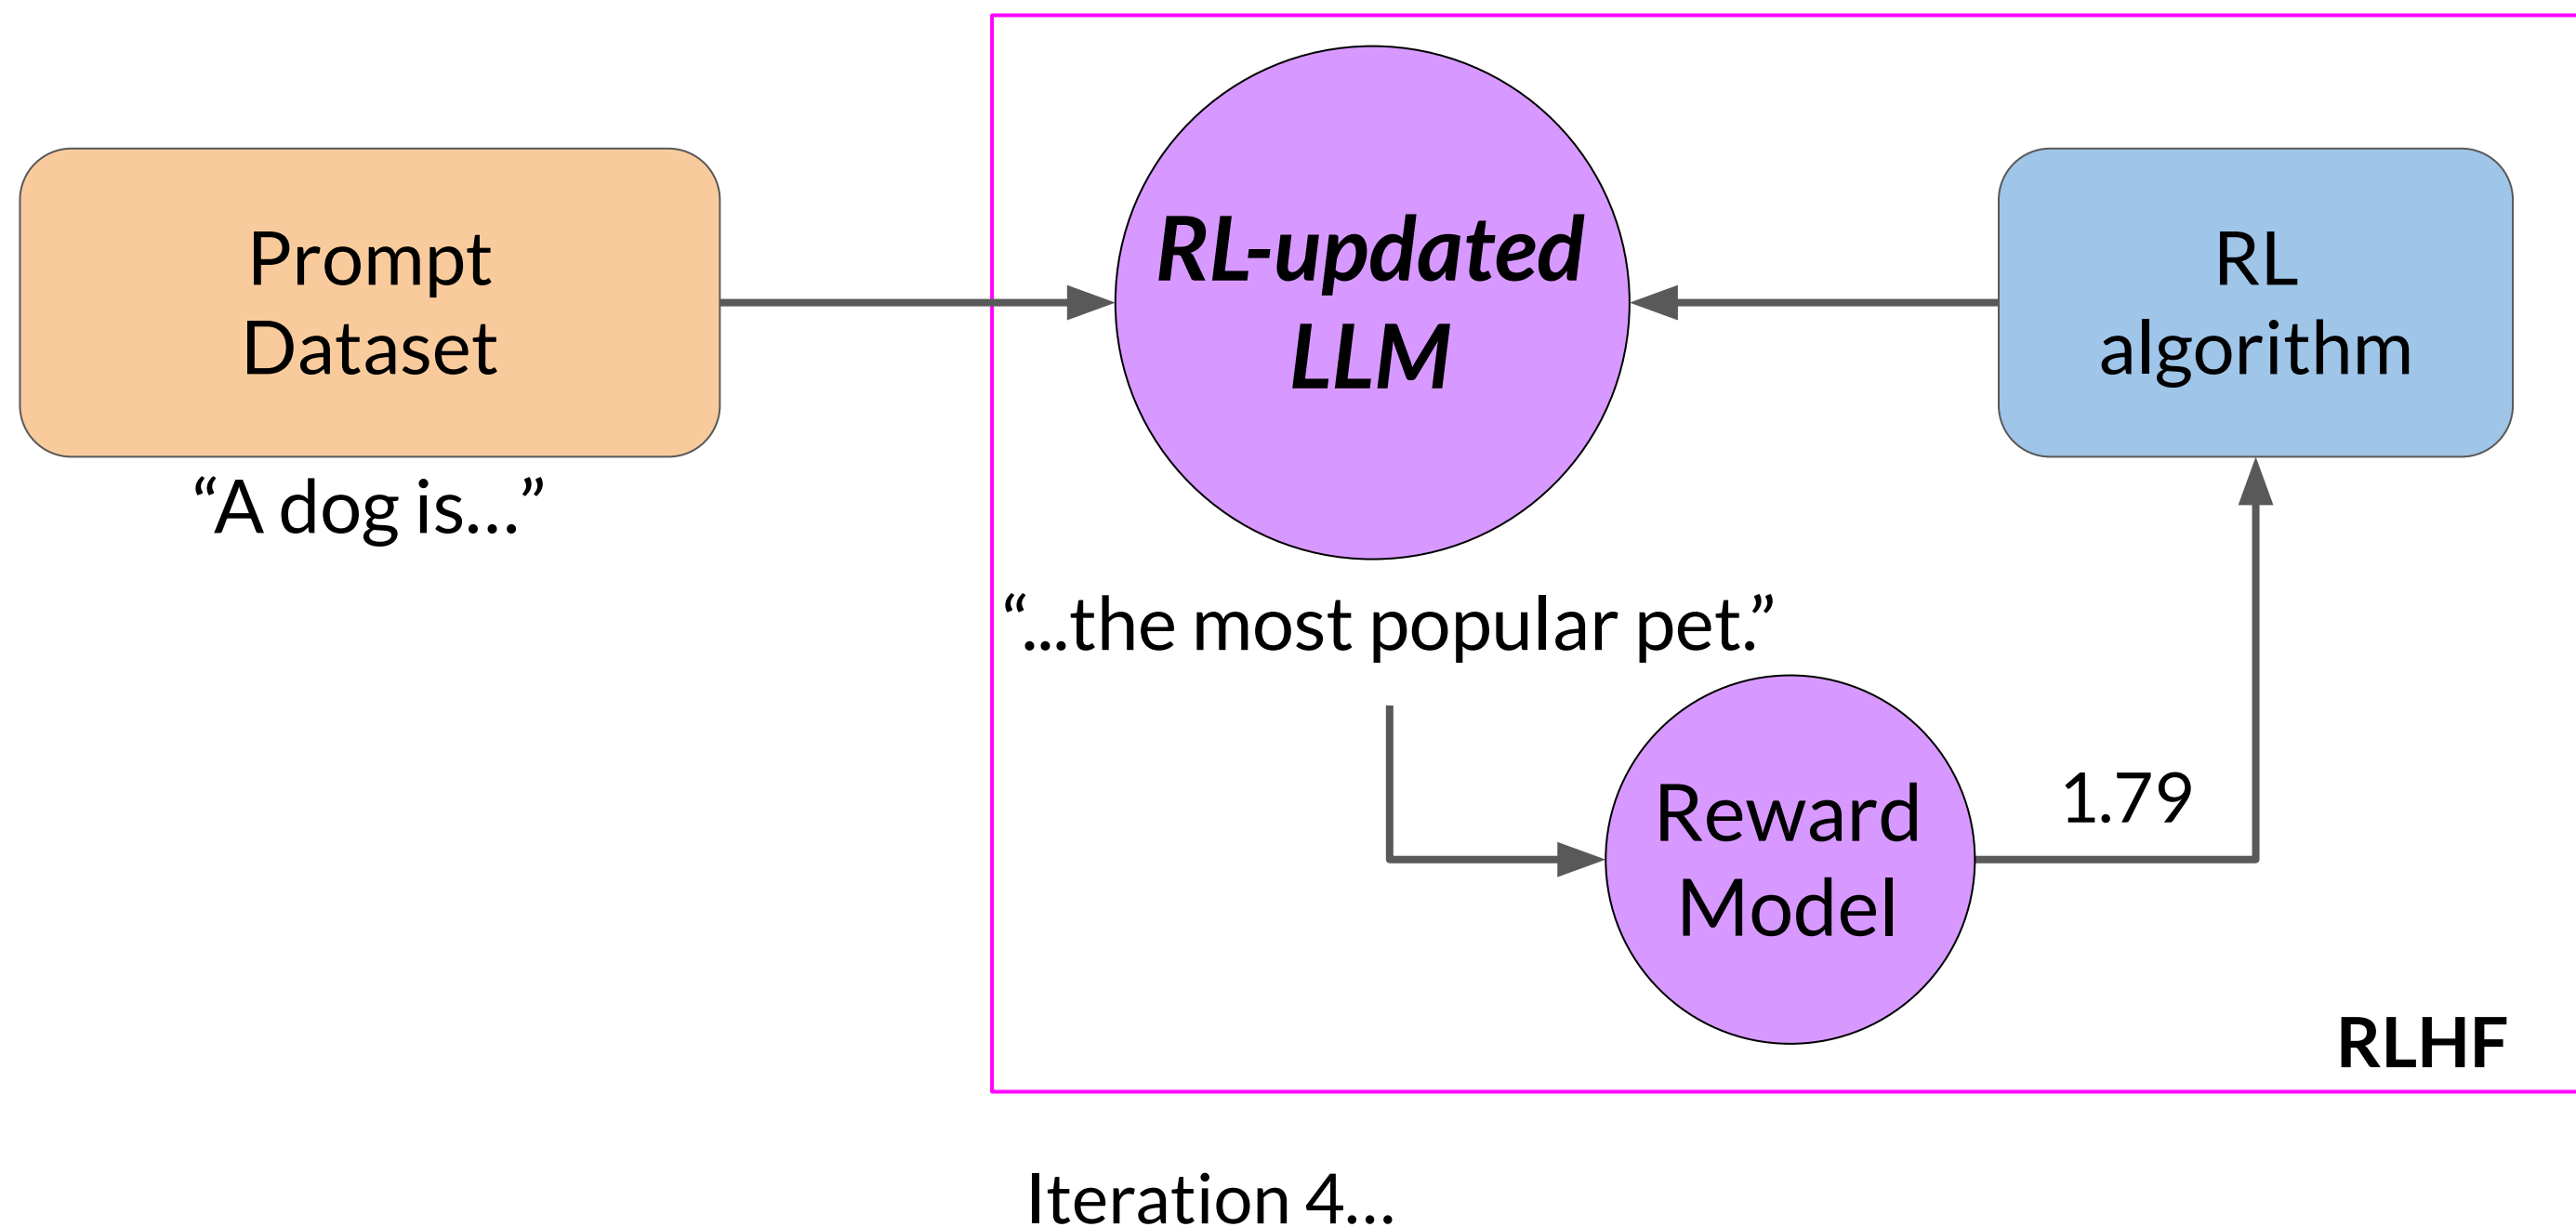 Prompt
Dataset
“A dog is…”
RL-updated
LLM
“...the most popular pet.”
RL
algorithm
Reward
Model
1.79
RLHF
Iteration 4…